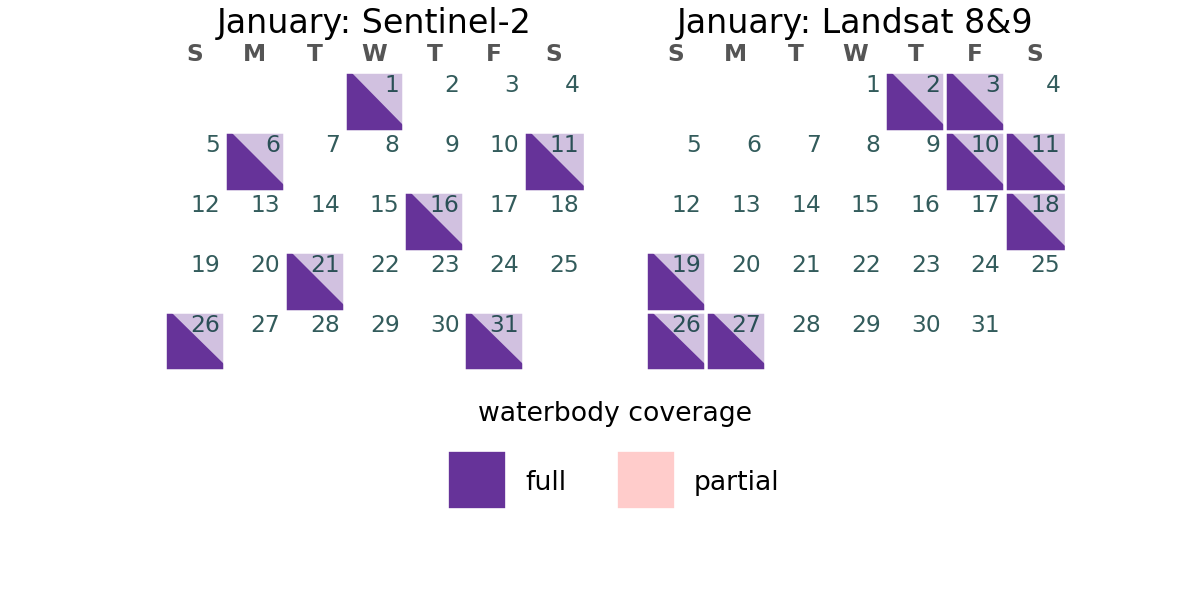 January: Sentinel-2
S M T W T F S
1 2 3 4
5 6 7 8 9 10 11
12 13 14 15 16 17 18
19 20 21 22 23 24 25
26 27 28 29 30 31
January: Landsat 8&9
S M T W T F S
1 2 3 4
5 6 7 8 9 10 11
12 13 14 15 16 17 18
19 20 21 22 23 24 25
26 27 28 29 30 31
waterbody coverage
full partial